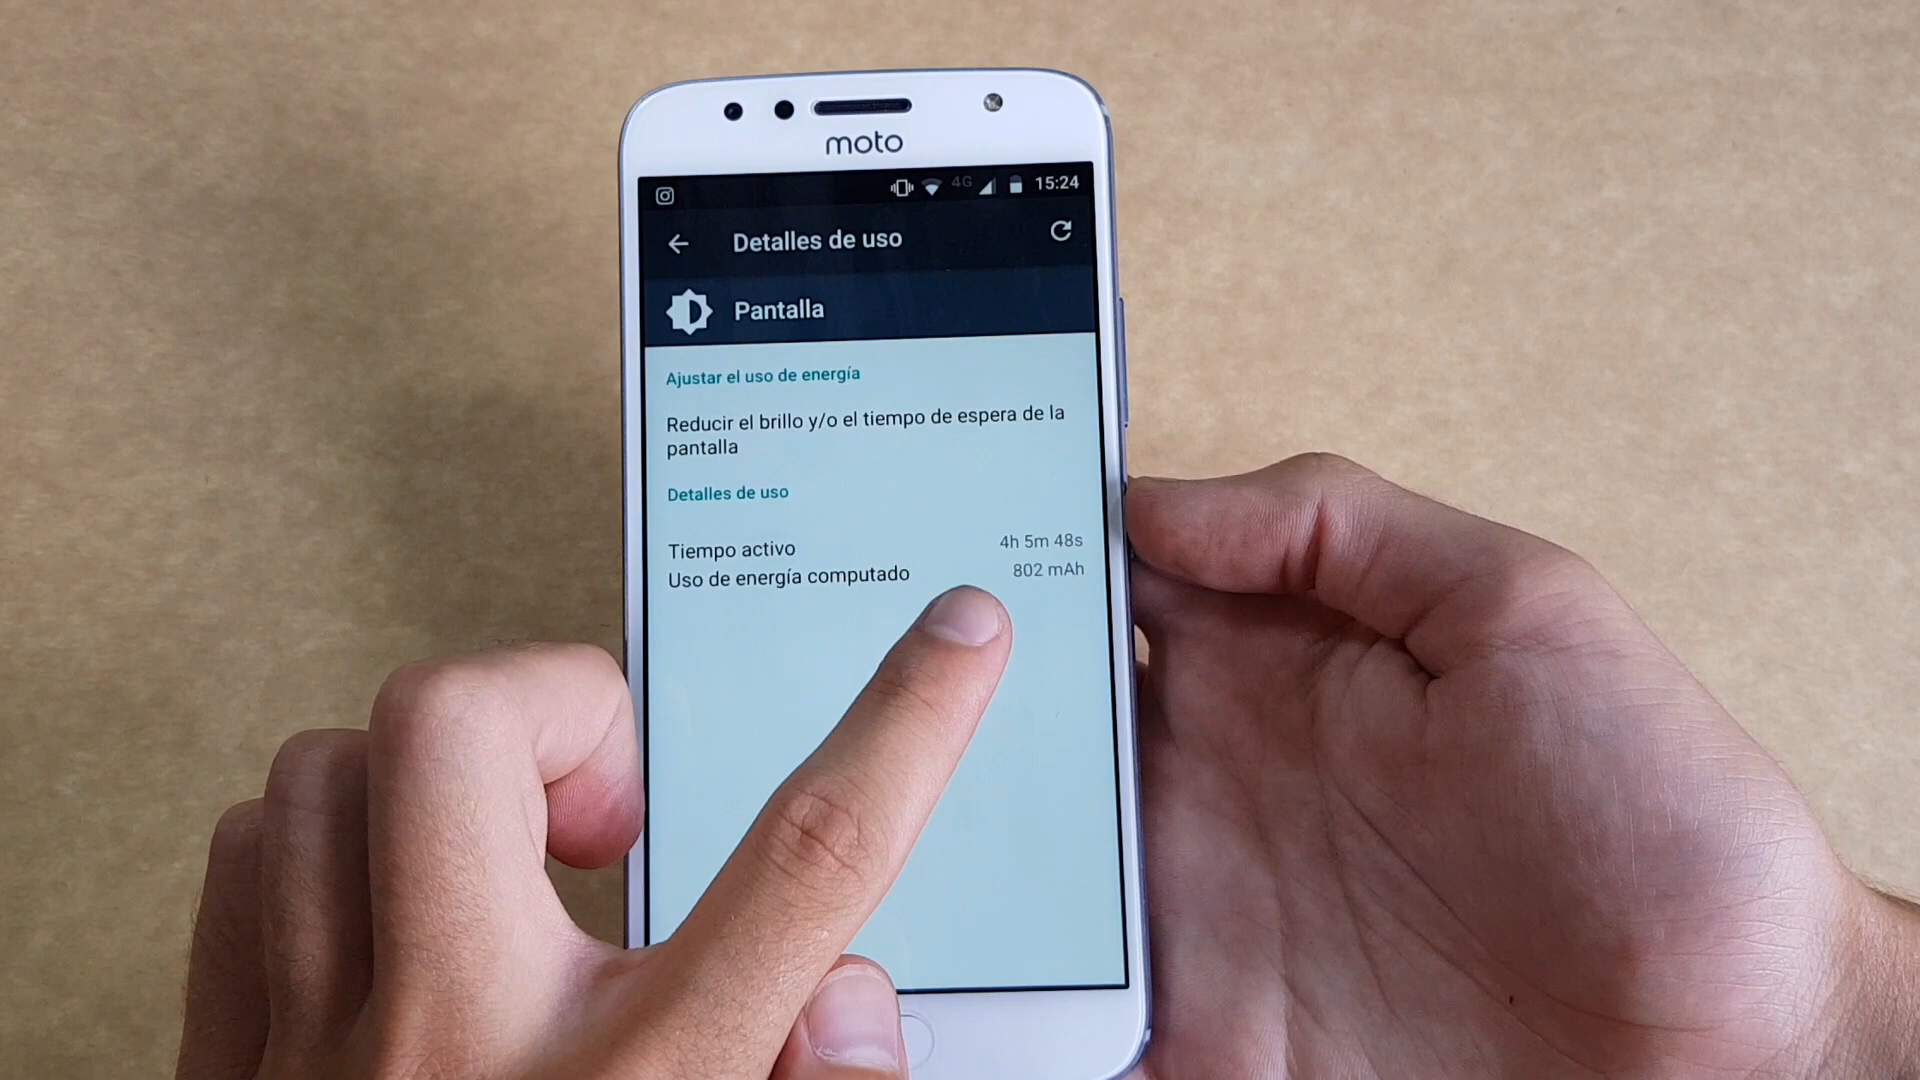 moto
4G 15:24
Detalles de uso
Pantalla
Ajustar el uso de energía
Reducir el brillo y/o el tiempo de espera de la
pantalla
Detalles de uso
Tiempo activo 4h 5m 48s
Uso de energía computado 802 mAh